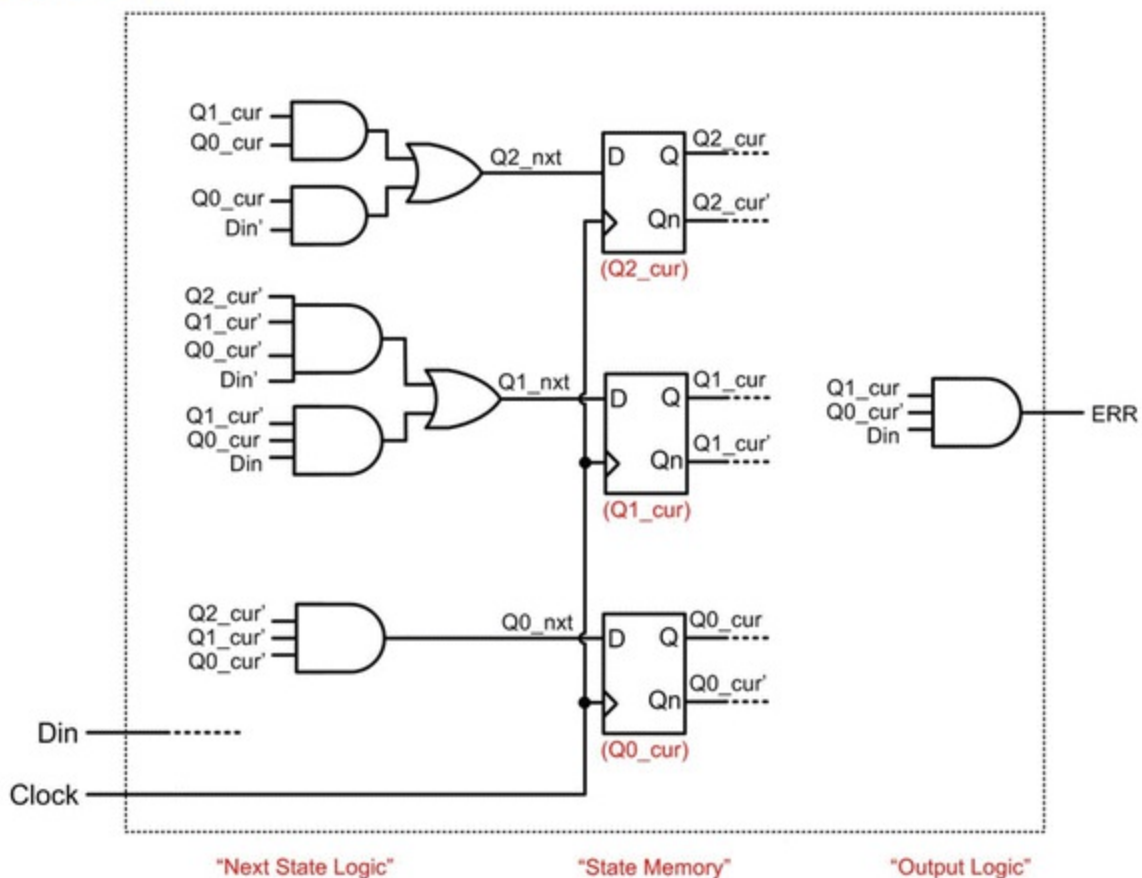 Q1_cur
Q0_cur
Q0_cur
Din'
Q2_nxt
D Q
Qn
Q2_cur
Q2_cur'
(Q2_cur)
Q2_cur'
Q1_cur'
Q0_cur'
Din'
Q1_cur'
Q0_cur
Din
Q1_nxt
D Q
Qn
Q1_cur
Q1_cur'
(Q1_cur)
Q1_cur
Q0_cur'
Din
ERR
Q2_cur'
Q1_cur'
Q0_cur'
Q0_nxt
D Q
Qn
Q0_cur
Q0_cur'
(Q0_cur)
Din
Clock
"Next State Logic" "State Memory" "Output Logic"